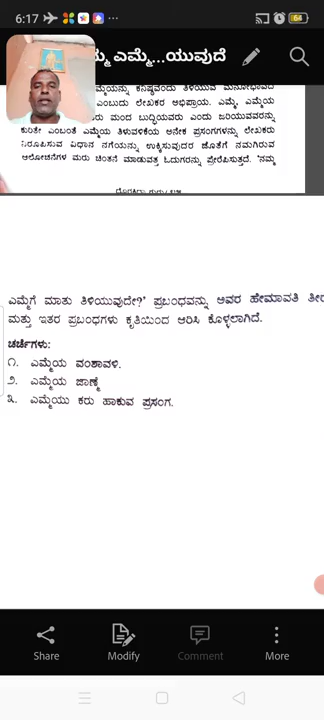 6:17
64
ಮ್ಮ ಎಮ್ಮೆ...ಯುವುದೆ
ಮ್ಮೆಯನ್ನು ಕನಿಷ್ಠವೆಂದು ತಿಳಿಯುವ ಮನೋಭಾವದ
ಎಂಬುದು ಲೇಖಕರ ಅಭಿಪ್ರಾಯ. ಎಮ್ಮೆ, ಎಮ್ಮೆಯ
ರು ಮಂದ ಬುದ್ಧಿಯವರು ಎಂದು ಜರಿಯುವವರನ್ನು
ಕುರಿತೇ ಎಂಬಂತೆ ಎಮ್ಮೆಯ ತಿಳುವಳಿಕೆಯ ಅನೇಕ ಪ್ರಸಂಗಗಳನ್ನು ಲೇಖಕರು
ನಿರೂಪಿಸುವ ವಿಧಾನ ನಗೆಯನ್ನು ಉಕ್ಕಿಸುವುದರ ಜೊತೆಗೆ ನಮಗಿರುವ
ಆಲೋಚನೆಗಳ ಮರು ಚಿಂತನೆ ಮಾಡುವತ್ತ ಓದುಗರನ್ನು ಪ್ರೇರೆಪಿಸುತ್ತದೆ. 'ನಮ್ಮ
ಎಮ್ಮೆಗೆ ಮಾತು ತಿಳಿಯುವುದೇ?' ಪ್ರಬಂಧವನ್ನು ಅವರ ಹೇಮಾವತಿ ತೀರ
ಮತ್ತು ಇತರ ಪ್ರಬಂಧಗಳು ಕೃತಿಯಿಂದ ಆರಿಸಿ ಕೊಳ್ಳಲಾಗಿದೆ.
ಚರ್ಚೆಗಳು:
೧. ಎಮ್ಮೆಯ ವಂಶಾವಳಿ.
೨. ಎಮ್ಮೆಯ ಜಾಣ್ಮೆ
೩. ಎಮ್ಮೆಯು ಕರು ಹಾಕುವ ಪ್ರಸಂಗ.
Share Modify Comment More